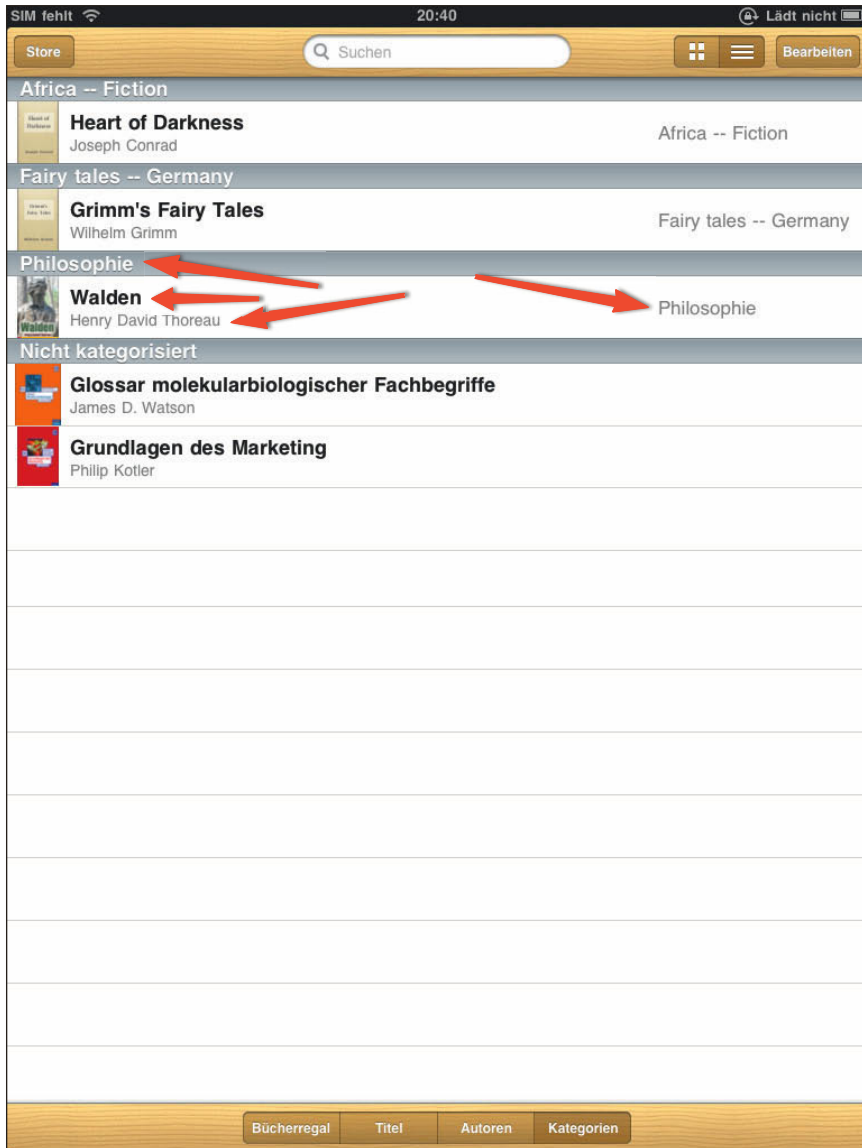 SIM fehlt 20:40 Lädt nicht
Store Suchen Bearbeiten
Africa -- Fiction
Heart of Darkness
Joseph Conrad
Africa -- Fiction
Fairy tales -- Germany
Grimm's Fairy Tales
Wilhelm Grimm
Fairy tales -- Germany
Philosophie
Walden
Walden
Henry David Thoreau
Philosophie
Nicht kategorisiert
Glossar molekularbiologischer Fachbegriffe
James D. Watson
Grundlagen des Marketing
Philip Kotler
Bücherregal Titel Autoren Kategorien